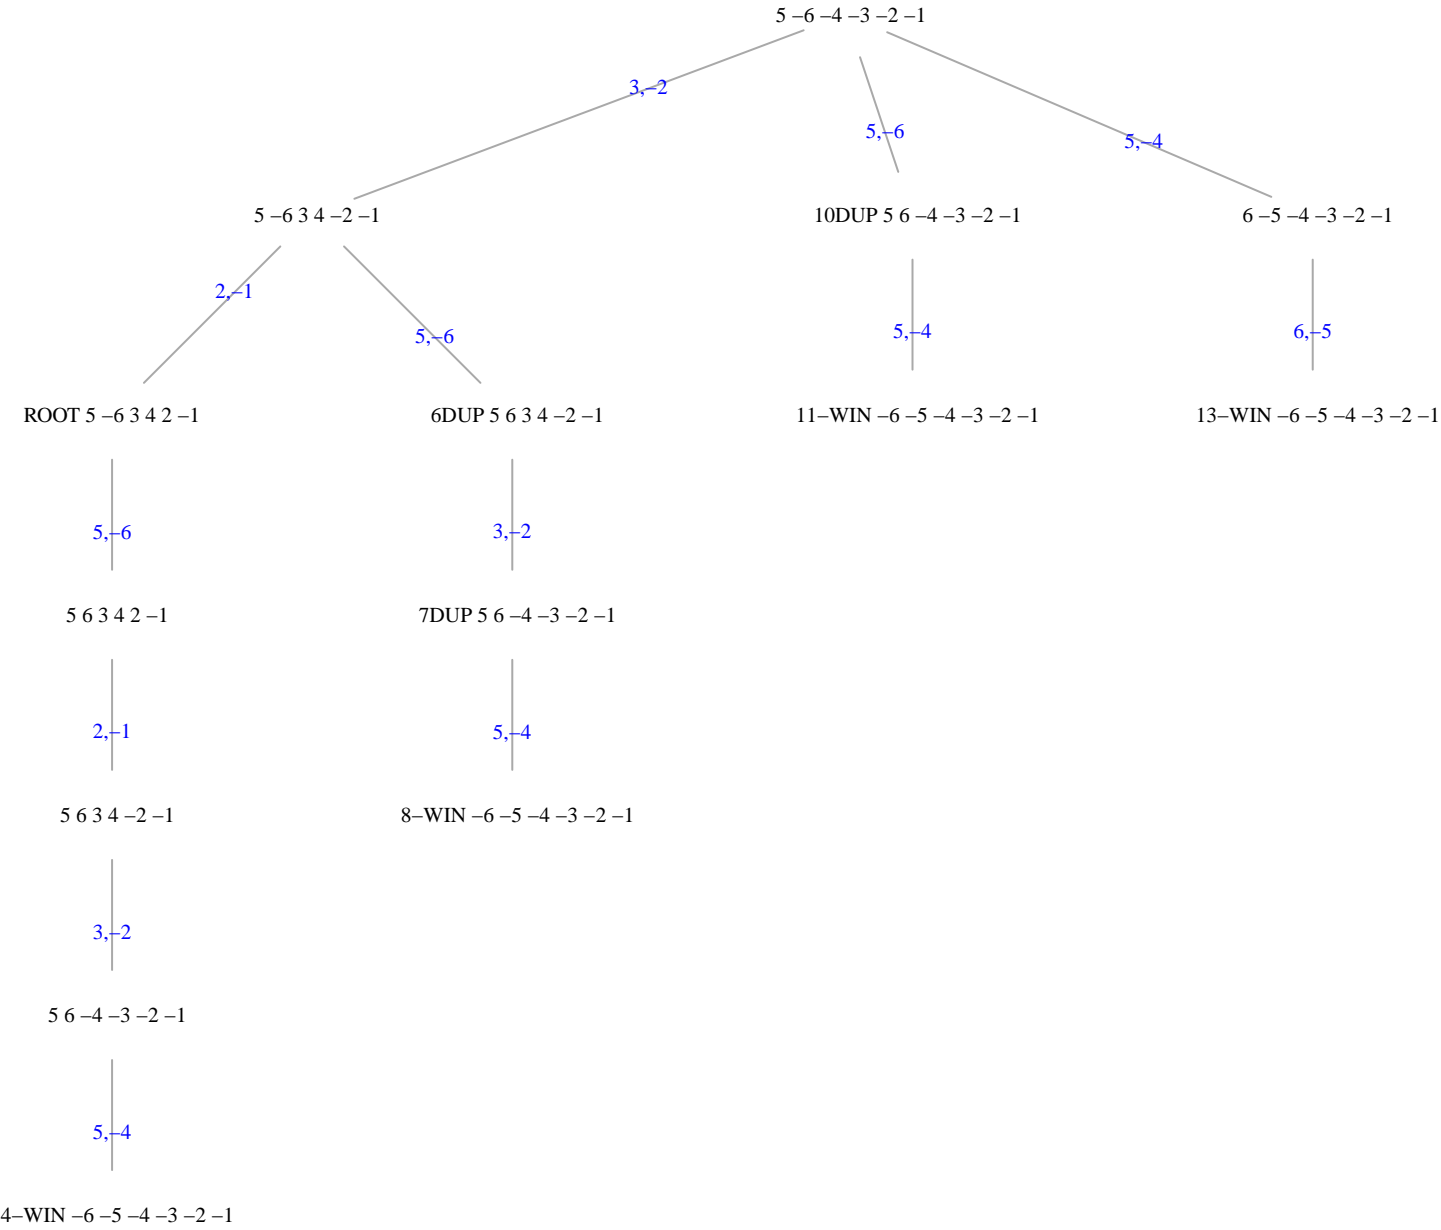 5 –6 –4 –3 –2 –1
3,–2
5,–6
5,–4
5 –6 3 4 –2 –1
10DUP 5 6 –4 –3 –2 –1
6 –5 –4 –3 –2 –1
2,–1
5,–6
5,–4
6,–5
ROOT 5 –6 3 4 2 –1
6DUP 5 6 3 4 –2 –1
11–WIN –6 –5 –4 –3 –2 –1
13–WIN –6 –5 –4 –3 –2 –1
5,–6
3,–2
5 6 3 4 2 –1
7DUP 5 6 –4 –3 –2 –1
2,–1
5,–4
5 6 3 4 –2 –1
8–WIN –6 –5 –4 –3 –2 –1
3,–2
5 6 –4 –3 –2 –1
5,–4
4–WIN –6 –5 –4 –3 –2 –1